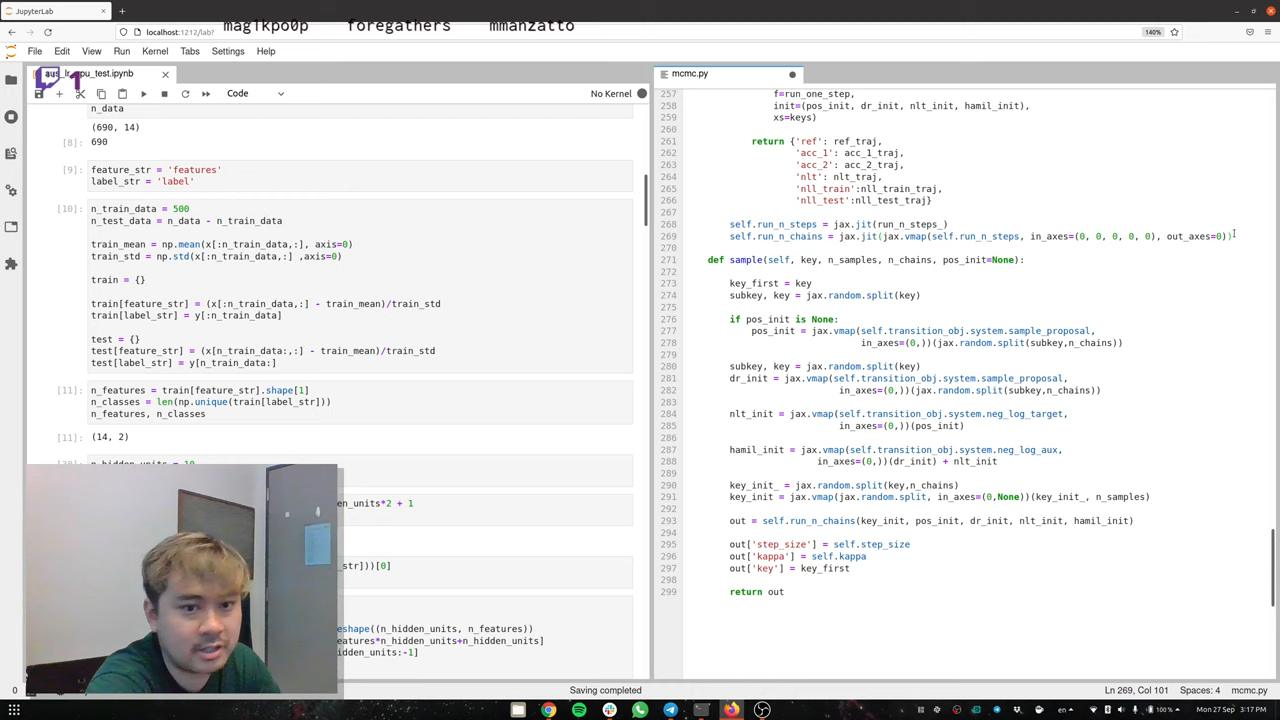 JupyterLab
mag1kpo0p foregathers mmanzatto
localhost:1212/lab?
140%
File Edit View Run Kernel Tabs Settings Help
1
mcmc.py
Code
No Kernel
n_data
(690, 14)
[8]: 690
[9]: feature_str = 'features'
label_str = 'label'
[10]: n_train_data = 500
n_test_data = n_data - n_train_data
train_mean = np.mean(x[:n_train_data,:], axis=0)
train_std = np.std(x[:n_train_data,:] ,axis=0)
train = {}
train[feature_str] = (x[:n_train_data,:] - train_mean)/train_std
train[label_str] = y[:n_train_data]
test = {}
test[feature_str] = (x[n_train_data:,:] - train_mean)/train_std
test[label_str] = y[n_train_data:]
[11]: n_features = train[feature_str].shape[1]
n_classes = len(np.unique(train[label_str]))
n_features, n_classes
[11]: (14, 2)
n_hidden_units = 10
den_units*2 + 1
_str]))[0]
eshape((n_hidden_units, n_features))
eatures*n_hidden_units+n_hidden_units]
idden_units:-1]
257 f=run_one_step,
258 init=(pos_init, dr_init, nlt_init, hamil_init),
259 xs=keys)
260
261 return {'ref': ref_traj,
262 'acc_1': acc_1_traj,
263 'acc_2': acc_2_traj,
264 'nlt': nlt_traj,
265 'nll_train':nll_train_traj,
266 'nll_test':nll_test_traj}
267
268 self.run_n_steps = jax.jit(run_n_steps_)
269 self.run_n_chains = jax.jit(jax.vmap(self.run_n_steps, in_axes=(0, 0, 0, 0, 0), out_axes=0))
270
271 def sample(self, key, n_samples, n_chains, pos_init=None):
272
273 key_first = key
274 subkey, key = jax.random.split(key)
275
276 if pos_init is None:
277 pos_init = jax.vmap(self.transition_obj.system.sample_proposal,
278 in_axes=(0,))(jax.random.split(subkey,n_chains))
279
280 subkey, key = jax.random.split(key)
281 dr_init = jax.vmap(self.transition_obj.system.sample_proposal,
282 in_axes=(0,))(jax.random.split(subkey,n_chains))
283
284 nlt_init = jax.vmap(self.transition_obj.system.neg_log_target,
285 in_axes=(0,))(pos_init)
286
287 hamil_init = jax.vmap(self.transition_obj.system.neg_log_aux,
288 in_axes=(0,))(dr_init) + nlt_init
289
290 key_init_ = jax.random.split(key,n_chains)
291 key_init = jax.vmap(jax.random.split, in_axes=(0,None))(key_init_, n_samples)
292
293 out = self.run_n_chains(key_init, pos_init, dr_init, nlt_init, hamil_init)
294
295 out['step_size'] = self.step_size
296 out['kappa'] = self.kappa
297 out['key'] = key_first
298
299 return out
0
Saving completed
Ln 269, Col 101 Spaces: 4 mcmc.py
100%
Mon 27 Sep 3:17 PM